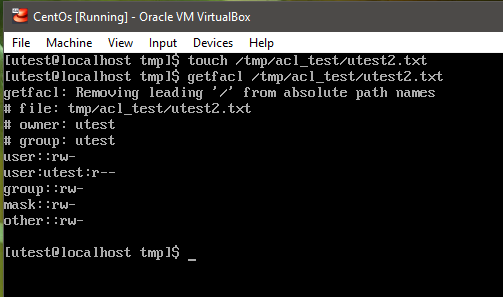 CentOs [Running] - Oracle VM VirtualBox
File Machine View Input Devices Help
[utest@localhost tmp]$ touch /tmp/acl_test/utest2.txt
[utest@localhost tmp]$ getfacl /tmp/acl_test/utest2.txt
getfacl: Removing leading '/' from absolute path names
# file: tmp/acl_test/utest2.txt
# owner: utest
# group: utest
user::rw-
user:utest:r--
group::rw-
mask::rw-
other::rw-
[utest@localhost tmp]$ _